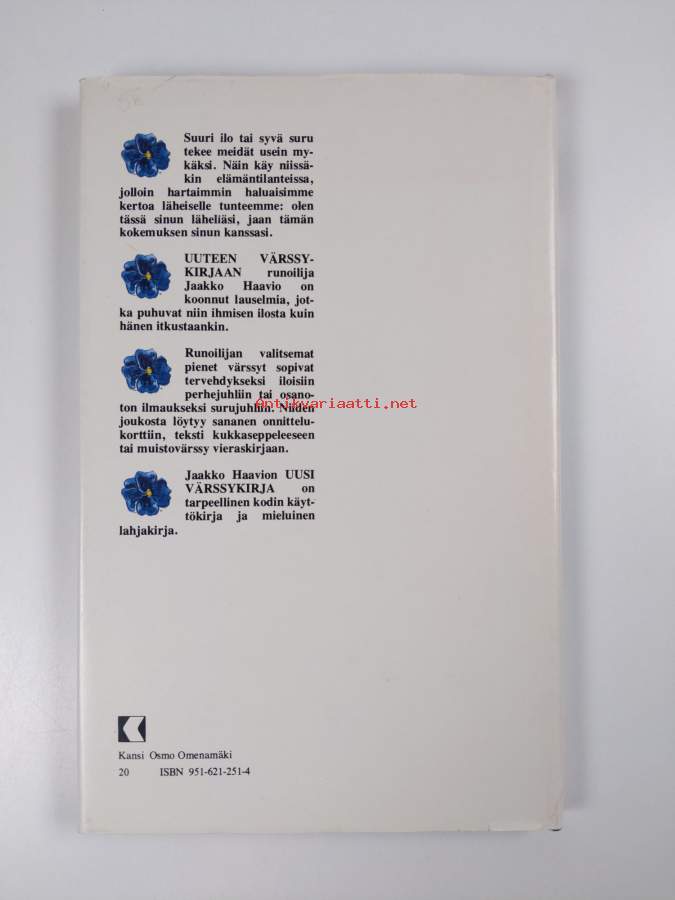 Suuri ilo tai syvä suru
tekee meidät usein my-
käksi. Näin käy niissä-
kin elämäntilanteissa,
jolloin hartaimmin haluaisimme
kertoa läheiselle tunteemme: olen
tässä sinun läheliäsi, jaan tämän
kokemuksen sinun kanssasi.
UUTEEN VÄRSSY-
KIRJAAN runoilija
Jaakko Haavio on
koonnut lauselmia, jot-
ka puhuvat niin ihmisen ilosta kuin
hänen itkustaankin.
Runoilijan valitsemat
pienet värssyt sopivat
tervehdykseksi iloisiin
perhejuhliin tai osano-
ton ilmaukseksi surujuhliin. Niiden
joukosta löytyy sananen onnittelu-
korttiin, teksti kukkaseppeleeseen
tai muistovärssy vieraskirjaan.
Antikvariaatti.net
Jaakko Haavion UUSI
VÄRSSYKIRJA on
tarpeellinen kodin käyt-
tökirja ja mieluinen
lahjakirja.
Kansi Osmo Omenamäki
20 ISBN 951-621-251-4